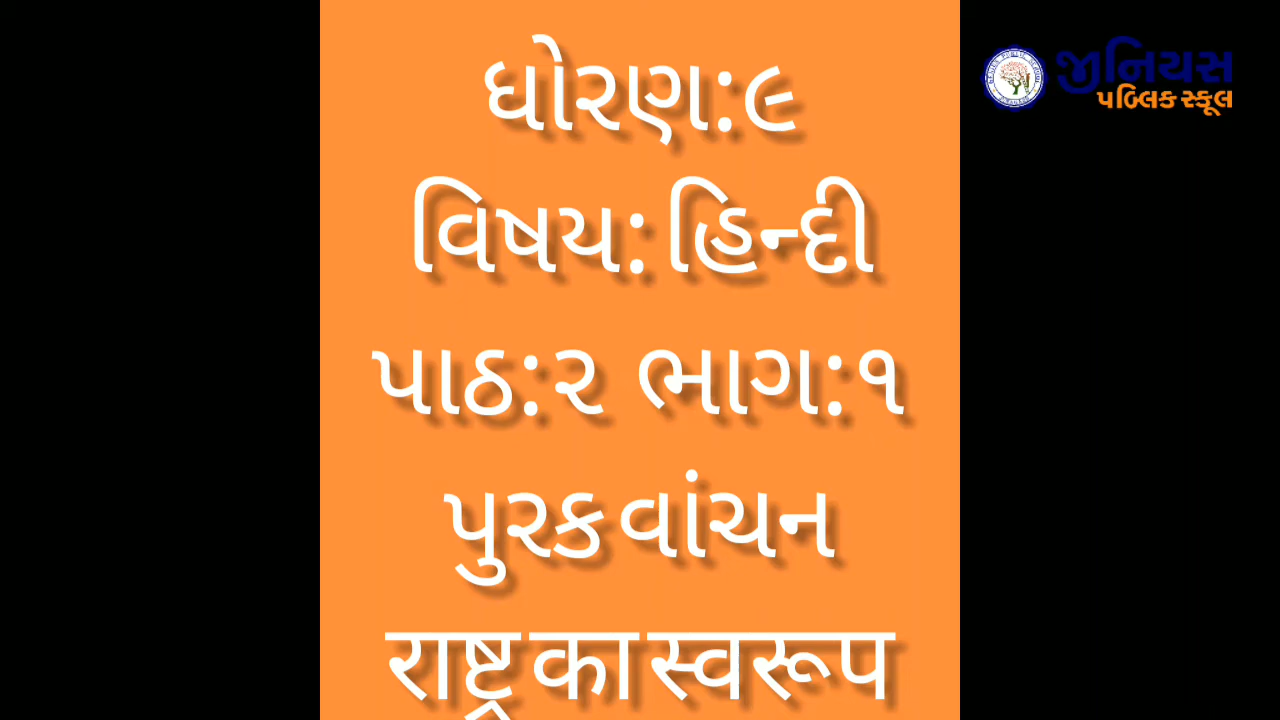 ધોરણ:૯
વિષય: હિન્દી
પાઠ:૨ ભાગ:૧
પુરક વાંચન
राष्ट्र का स्वरूप
જીનિયસ
પબ્લિક સ્કૂલ